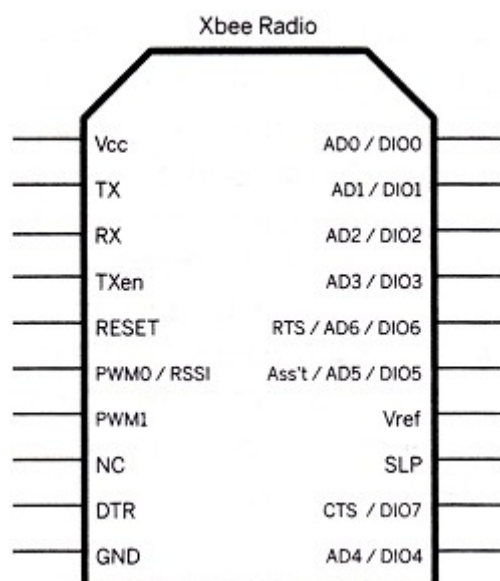 Xbee Radio
Vcc
AD0 / DIO0
TX
AD1 / DIO1
RX
AD2 / DIO2
TXen
AD3 / DIO3
RESET
RTS / AD6 / DIO6
PWM0 / RSSI
Ass't / AD5 / DIO5
PWM1
Vref
NC
SLP
DTR
CTS / DIO7
GND
AD4 / DIO4